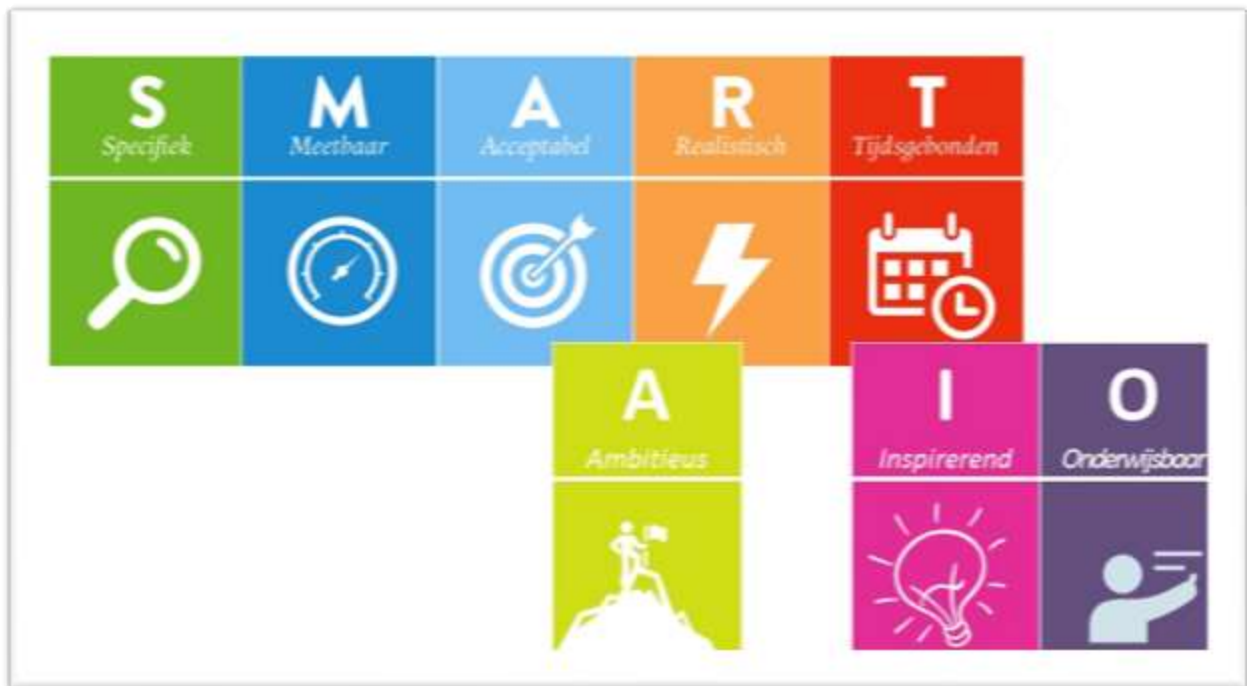 S M A R T
Specifiek Meetbaar Acceptabel Realistisch Tijdsgebonden
A I O
Ambitieus Inspirerend Onderwijsbaar